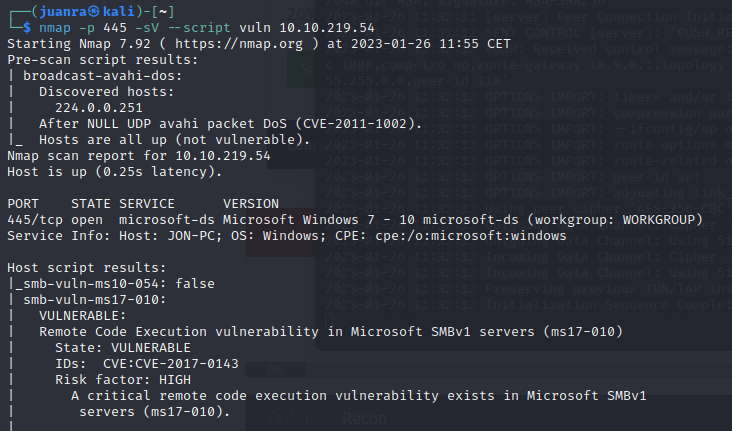 ┌──(juanra㉿kali)-[~]
└─$ nmap -p 445 -sV --script vuln 10.10.219.54
Starting Nmap 7.92 ( https://nmap.org ) at 2023-01-26 11:55 CET
Pre-scan script results:
| broadcast-avahi-dos:
|   Discovered hosts:
|     224.0.0.251
|   After NULL UDP avahi packet DoS (CVE-2011-1002).
|_  Hosts are all up (not vulnerable).
Nmap scan report for 10.10.219.54
Host is up (0.25s latency).
PORT    STATE SERVICE      VERSION
445/tcp open  microsoft-ds Microsoft Windows 7 - 10 microsoft-ds (workgroup: WORKGROUP)
Service Info: Host: JON-PC; OS: Windows; CPE: cpe:/o:microsoft:windows
Host script results:
|_smb-vuln-ms10-054: false
| smb-vuln-ms17-010:
|   VULNERABLE:
|   Remote Code Execution vulnerability in Microsoft SMBv1 servers (ms17-010)
|     State: VULNERABLE
|     IDs:  CVE:CVE-2017-0143
|     Risk factor: HIGH
|       A critical remote code execution vulnerability exists in Microsoft SMBv1
|        servers (ms17-010).
|
0%
Task 1 Recon